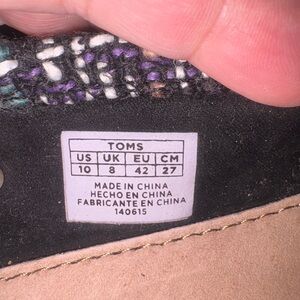 TOMS
US UK EU CM
10 8 42 27
MADE IN CHINA
HECHO EN CHINA
FABRICANTE EN CHINA
140615